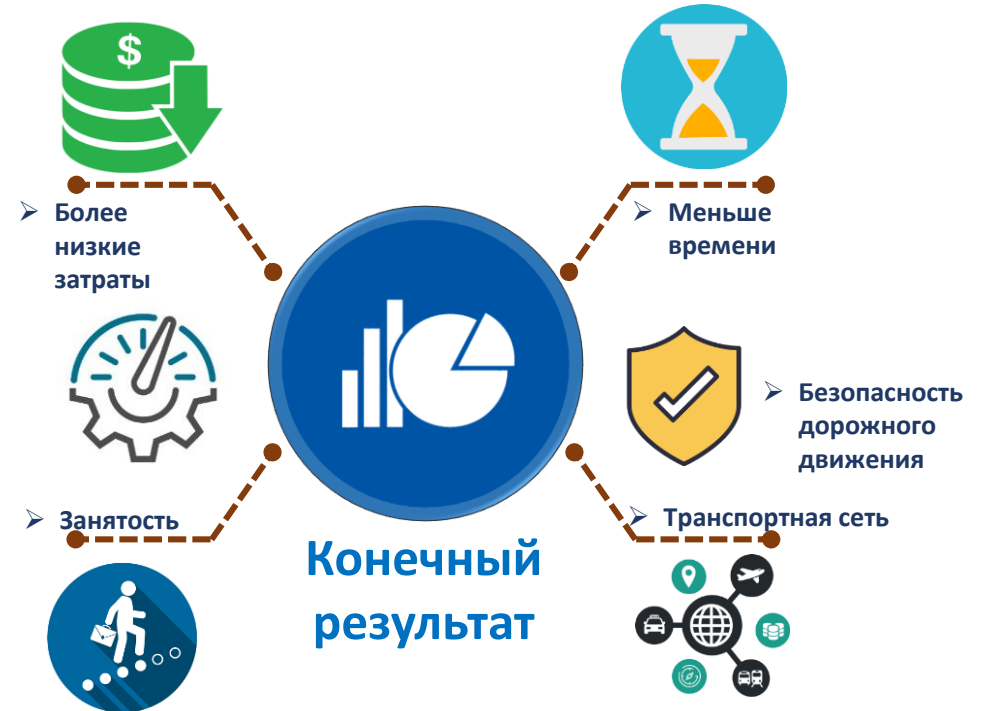 $
➢ Более
низкие
затраты
➢ Меньше
времени
➢ Безопасность
дорожного
движения
➢ Занятость
➢ Транспортная сеть
Конечный
результат